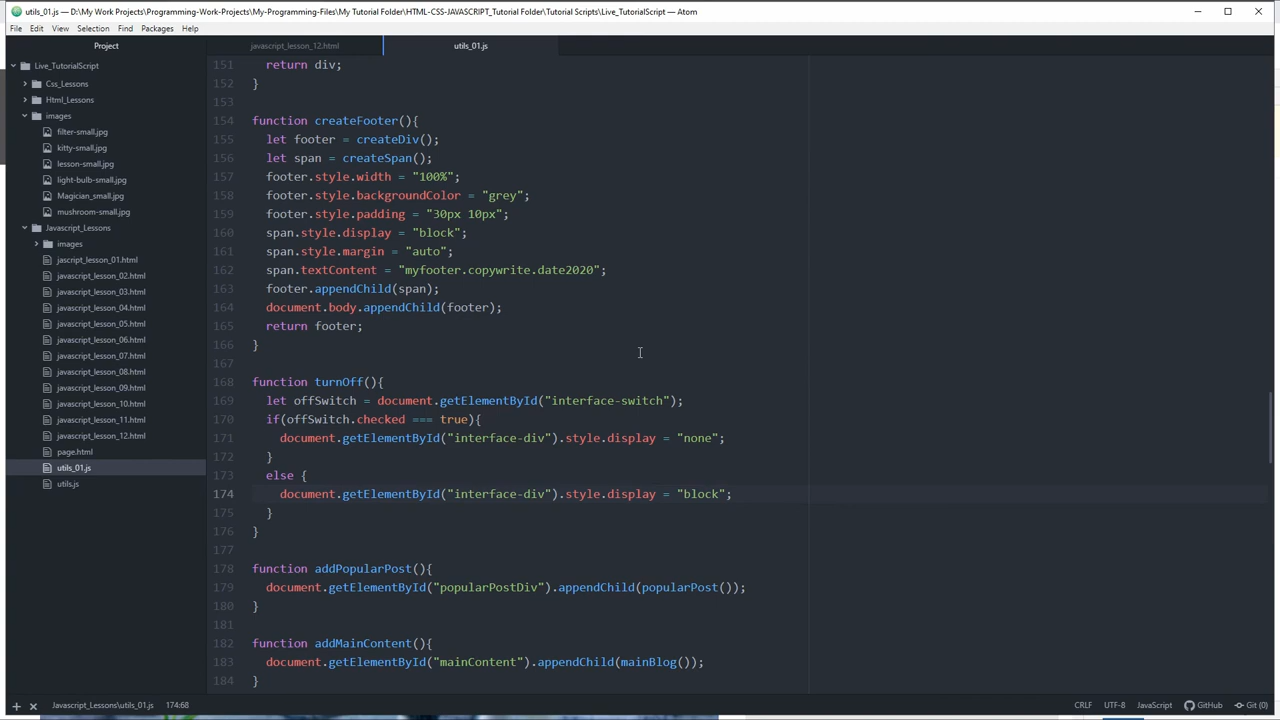 utils_01.js — D:\My Work Projects\Programming-Work-Projects\My-Programming-Files\My Tutorial Folder\HTML-CSS-JAVASCRIPT_Tutorial Folder\Tutorial Scripts\Live_TutorialScript — Atom
File Edit View Selection Find Packages Help
Project
javascript_lesson_12.html
utils_01.js
Live_TutorialScript
Css_Lessons
Html_Lessons
images
filter-small.jpg
kitty-small.jpg
lesson-small.jpg
light-bulb-small.jpg
Magician_small.jpg
mushroom-small.jpg
Javascript_Lessons
images
jascript_lesson_01.html
javascript_lesson_02.html
javascript_lesson_03.html
javascript_lesson_04.html
javascript_lesson_05.html
javascript_lesson_06.html
javascript_lesson_07.html
javascript_lesson_08.html
javascript_lesson_09.html
javascript_lesson_10.html
javascript_lesson_11.html
javascript_lesson_12.html
page.html
utils_01.js
utils.js
151 return div;
152 }
153
154 function createFooter(){
155 let footer = createDiv();
156 let span = createSpan();
157 footer.style.width = "100%";
158 footer.style.backgroundColor = "grey";
159 footer.style.padding = "30px 10px";
160 span.style.display = "block";
161 span.style.margin = "auto";
162 span.textContent = "myfooter.copywrite.date2020";
163 footer.appendChild(span);
164 document.body.appendChild(footer);
165 return footer;
166 }
167
168 function turnOff(){
169 let offSwitch = document.getElementById("interface-switch");
170 if(offSwitch.checked === true){
171 document.getElementById("interface-div").style.display = "none";
172 }
173 else {
174 document.getElementById("interface-div").style.display = "block";
175 }
176 }
177
178 function addPopularPost(){
179 document.getElementById("popularPostDiv").appendChild(popularPost());
180 }
181
182 function addMainContent(){
183 document.getElementById("mainContent").appendChild(mainBlog());
184 }
Javascript_Lessons\utils_01.js 174:68 CRLF UTF-8 JavaScript GitHub Git (0)